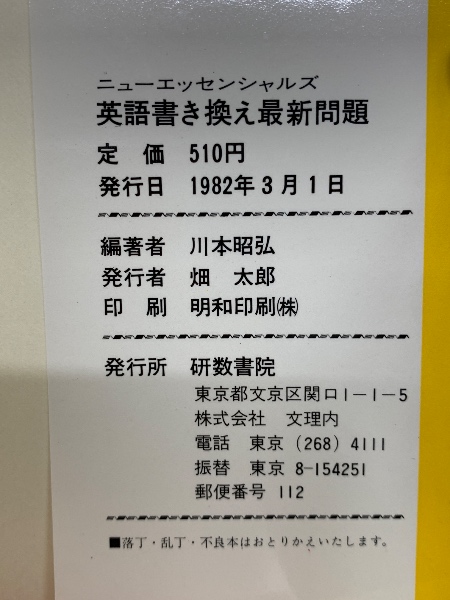 ニューエッセンシャルズ
英語書き換え最新問題
定 価 510円
発行日 1982年3月1日
編著者 川本昭弘
発行者 畑 太郎
印 刷 明和印刷㈱
発行所 研数書院
東京都文京区関口1-1-5
株式会社 文理内
電話 東京 (268) 4111
振替 東京 8-154251
郵便番号 112
■落丁・乱丁・不良本はおとりかえいたします。